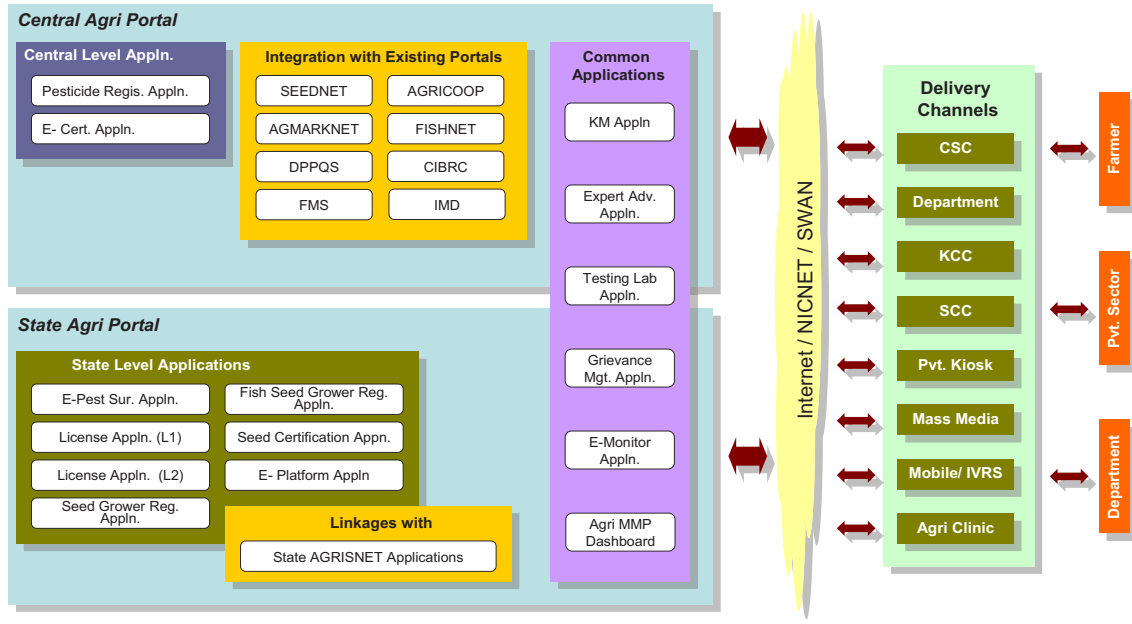 Central Agri Portal
Central Level Appln.
Pesticide Regis. Appln.
E- Cert. Appln.
Integration with Existing Portals
SEEDNET
AGRICOOP
AGMARKNET
FISHNET
DPPQS
CIBRC
FMS
IMD
Common
Applications
KM Appln
Expert Adv.
Appln.
Testing Lab
Appln.
Grievance
Mgt. Appln.
E-Monitor
Appln.
Agri MMP
Dashboard
State Agri Portal
State Level Applications
E-Pest Sur. Appln.
Fish Seed Grower Reg.
Appln.
License Appln. (L1)
Seed Certification Appn.
License Appln. (L2)
E- Platform Appln
Seed Grower Reg.
Appln.
Linkages with
State AGRISNET Applications
Internet / NICNET / SWAN
Delivery
Channels
CSC
Department
KCC
SCC
Pvt. Kiosk
Mass Media
Mobile/ IVRS
Agri Clinic
Farmer
Pvt. Sector
Department